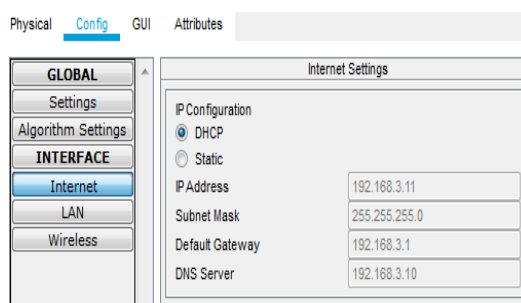 Physical Config GUI Attributes
GLOBAL
Settings
Algorithm Settings
INTERFACE
Internet
LAN
Wireless
Internet Settings
IP Configuration
DHCP
Static
IP Address 192.168.3.11
Subnet Mask 255.255.255.0
Default Gateway 192.168.3.1
DNS Server 192.168.3.10